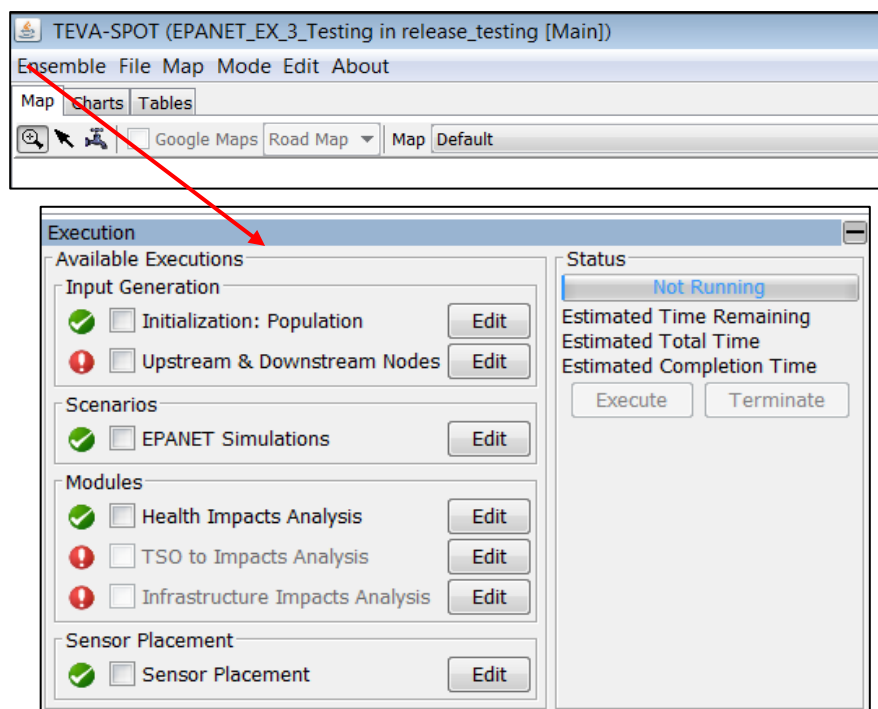 TEVA-SPOT (EPANET_EX_3_Testing in release_testing [Main])
Ensemble File Map Mode Edit About
Map Charts Tables
Google Maps Road Map Map Default
Execution
Available Executions
Input Generation
Initialization: Population Edit
Upstream & Downstream Nodes Edit
Scenarios
EPANET Simulations Edit
Modules
Health Impacts Analysis Edit
TSO to Impacts Analysis Edit
Infrastructure Impacts Analysis Edit
Sensor Placement
Sensor Placement Edit
Status
Not Running
Estimated Time Remaining
Estimated Total Time
Estimated Completion Time
Execute Terminate